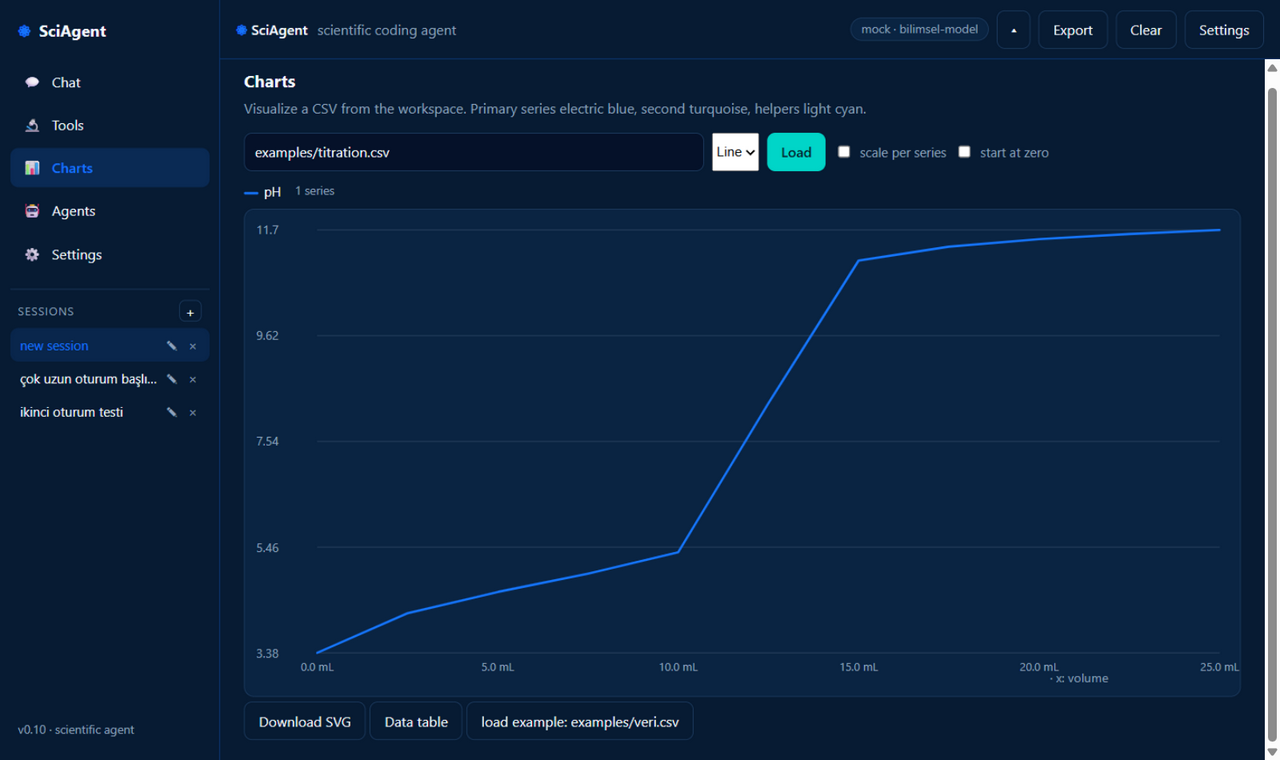 SciAgent
Chat
Tools
Charts
Agents
Settings
SESSIONS +
new session
çok uzun oturum başlı...
ikinci oturum testi
v0.10 · scientific agent
SciAgent scientific coding agent
mock · bilimsel-model
Export
Clear
Settings
Charts
Visualize a CSV from the workspace. Primary series electric blue, second turquoise, helpers light cyan.
examples/titration.csv
Line
Load
scale per series
start at zero
pH 1 series
11.7
9.62
7.54
5.46
3.38
0.0 mL 5.0 mL 10.0 mL 15.0 mL 20.0 mL 25.0 mL
· x: volume
Download SVG
Data table
load example: examples/veri.csv